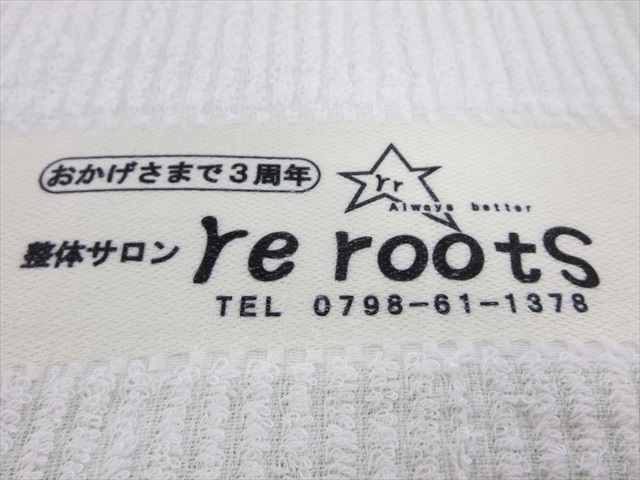 おかげさまで3周年
rr
Always better
整体サロン re roots
TEL 0798-61-1378